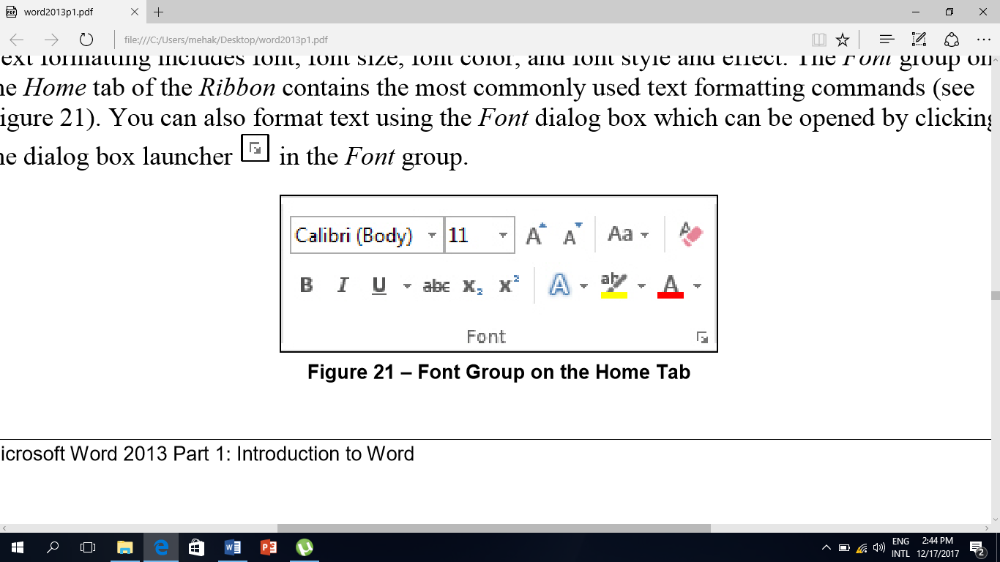 word2013p1.pdf
file:///C:/Users/mehak/Desktop/word2013p1.pdf
ext formatting includes font, font size, font color, and font style and effect. The Font group on
he Home tab of the Ribbon contains the most commonly used text formatting commands (see
igure 21). You can also format text using the Font dialog box which can be opened by clicking
he dialog box launcher in the Font group.
Calibri (Body) 11 A A Aa A
B I U abc X2 X2 A ab A
Font
Figure 21 – Font Group on the Home Tab
icrosoft Word 2013 Part 1: Introduction to Word
ENG 2:44 PM
INTL 12/17/2017 2